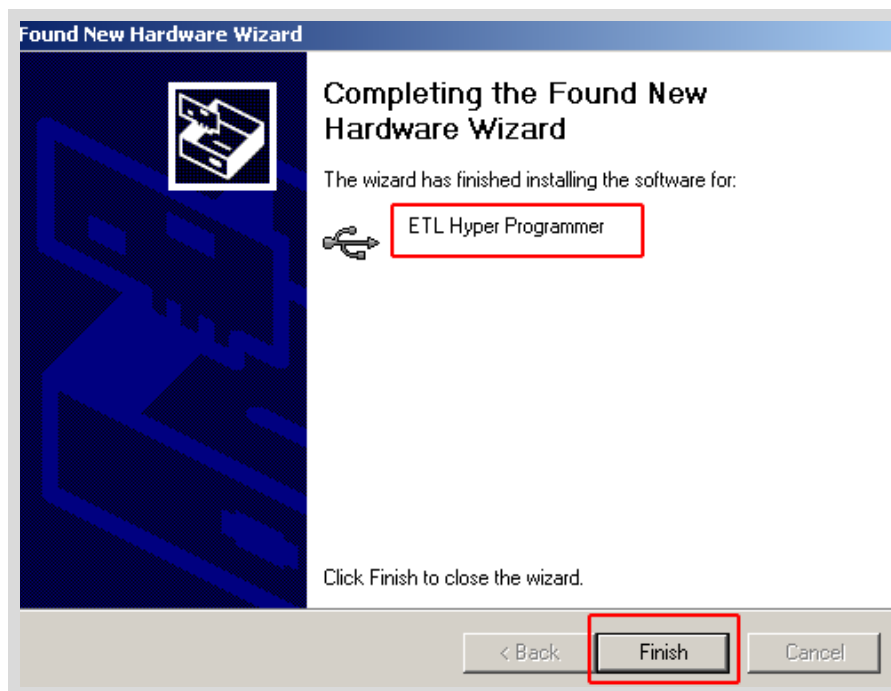 Found New Hardware Wizard
Completing the Found New
Hardware Wizard
The wizard has finished installing the software for:
ETL Hyper Programmer
Click Finish to close the wizard.
< Back
Finish
Cancel